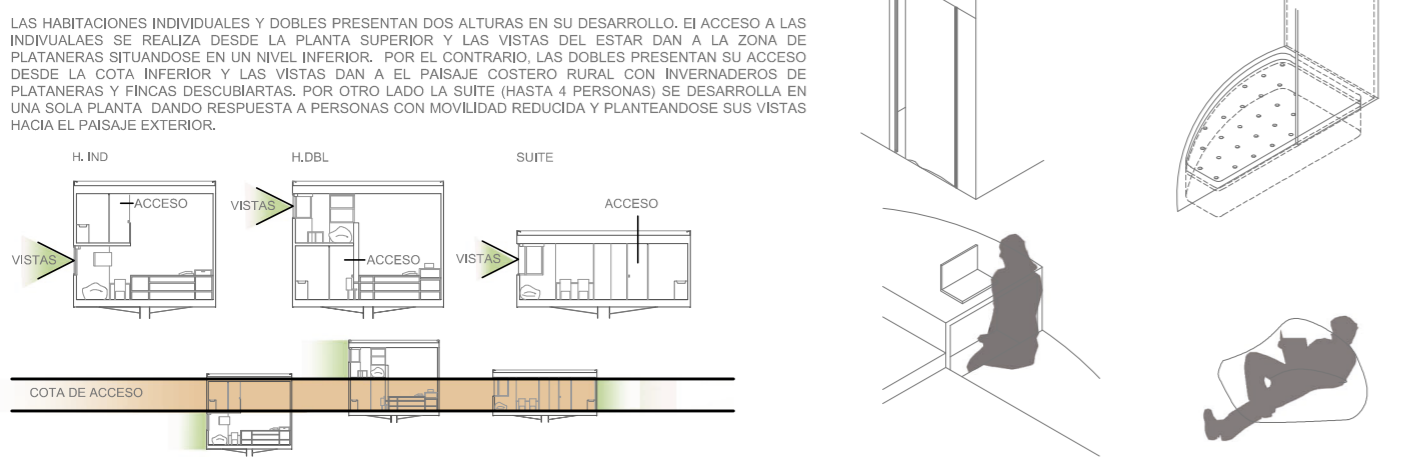 LAS HABITACIONES INDIVIDUALES Y DOBLES PRESENTAN DOS ALTURAS EN SU DESARROLLO. El ACCESO A LAS
INDIVUALAES SE REALIZA DESDE LA PLANTA SUPERIOR Y LAS VISTAS DEL ESTAR DAN A LA ZONA DE
PLATANERAS SITUANDOSE EN UN NIVEL INFERIOR. POR EL CONTRARIO, LAS DOBLES PRESENTAN SU ACCESO
DESDE LA COTA INFERIOR Y LAS VISTAS DAN A EL PAISAJE COSTERO RURAL CON INVERNADEROS DE
PLATANERAS Y FINCAS DESCUBIARTAS. POR OTRO LADO LA SUITE (HASTA 4 PERSONAS) SE DESARROLLA EN
UNA SOLA PLANTA DANDO RESPUESTA A PERSONAS CON MOVILIDAD REDUCIDA Y PLANTEANDOSE SUS VISTAS
HACIA EL PAISAJE EXTERIOR.
H. IND
H.DBL
SUITE
ACCESO
VISTAS
VISTAS
ACCESO
ACCESO
VISTAS
COTA DE ACCESO